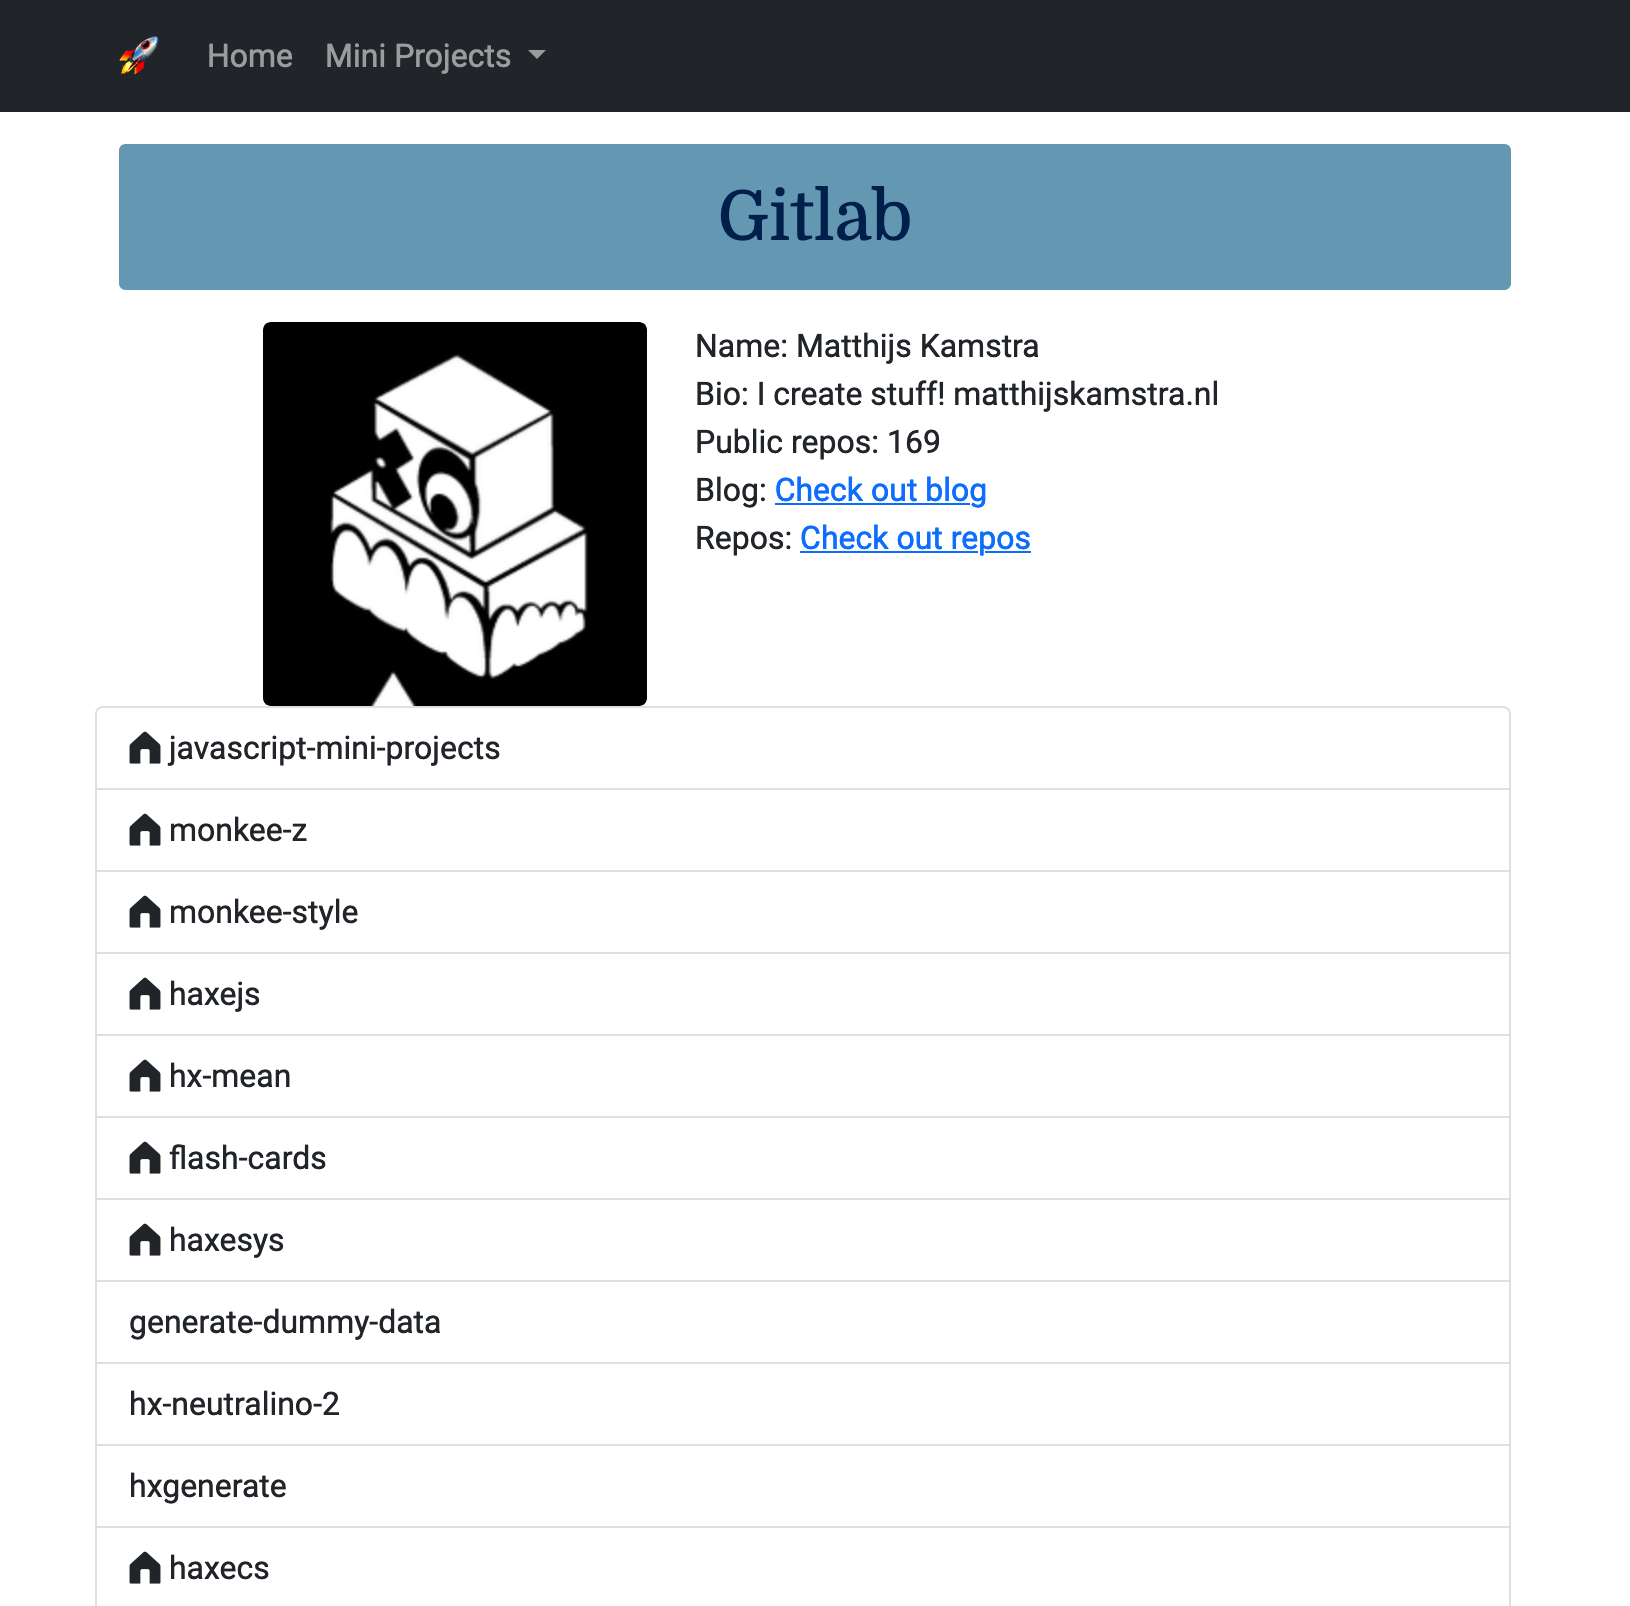 Home Mini Projects
Gitlab
Name: Matthijs Kamstra
Bio: I create stuff! matthijskamstra.nl
Public repos: 169
Blog: Check out blog
Repos: Check out repos
javascript-mini-projects
monkee-z
monkee-style
haxejs
hx-mean
flash-cards
haxesys
generate-dummy-data
hx-neutralino-2
hxgenerate
haxecs